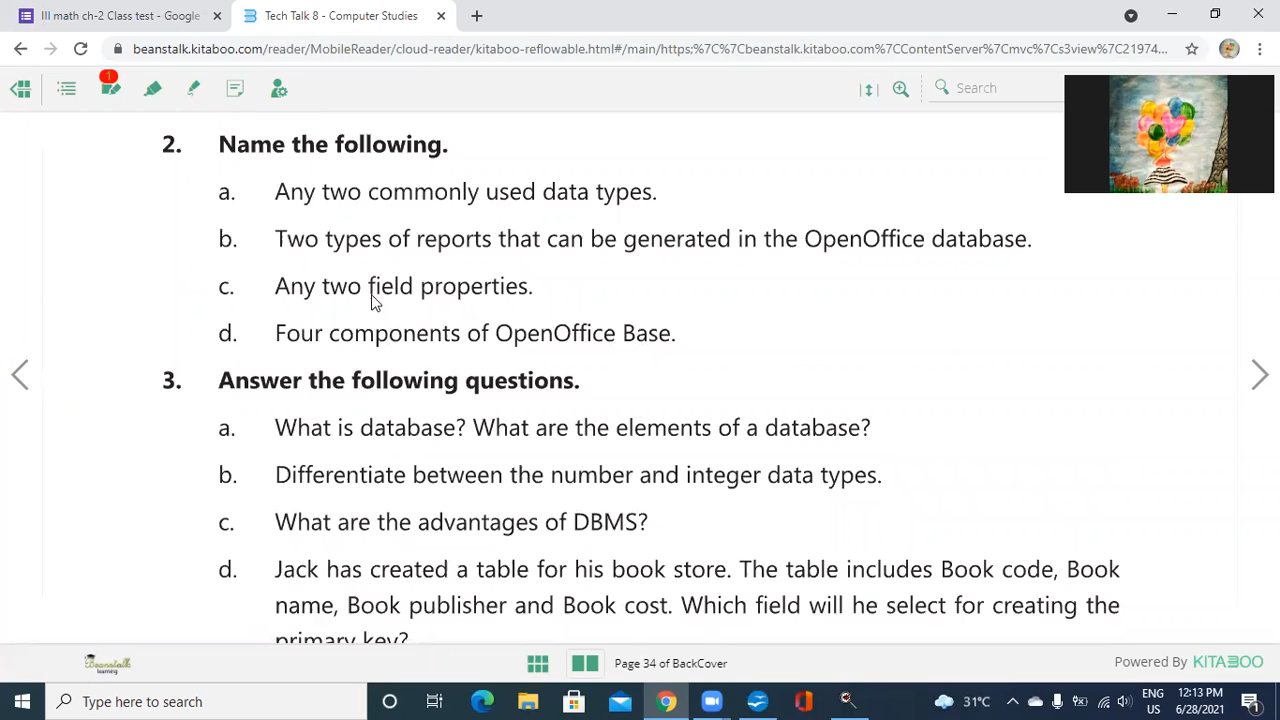 III math ch-2 Class test - Google
Tech Talk 8 - Computer Studies
beanstalk.kitaboo.com/reader/MobileReader/cloud-reader/kitaboo-reflowable.html#/main/https;%7C%7Cbeanstalk.kitaboo.com%7CContentServer%7Cmvc%7Cs3view%7C21974...
1
Search
2. Name the following.
a. Any two commonly used data types.
b. Two types of reports that can be generated in the OpenOffice database.
c. Any two field properties.
d. Four components of OpenOffice Base.
3. Answer the following questions.
a. What is database? What are the elements of a database?
b. Differentiate between the number and integer data types.
c. What are the advantages of DBMS?
d. Jack has created a table for his book store. The table includes Book code, Book
name, Book publisher and Book cost. Which field will he select for creating the
primary key?
Beanstalk
learning
Page 34 of BackCover
Powered By KITABOO
Type here to search
31°C
ENG
US
12:13 PM
6/28/2021
1